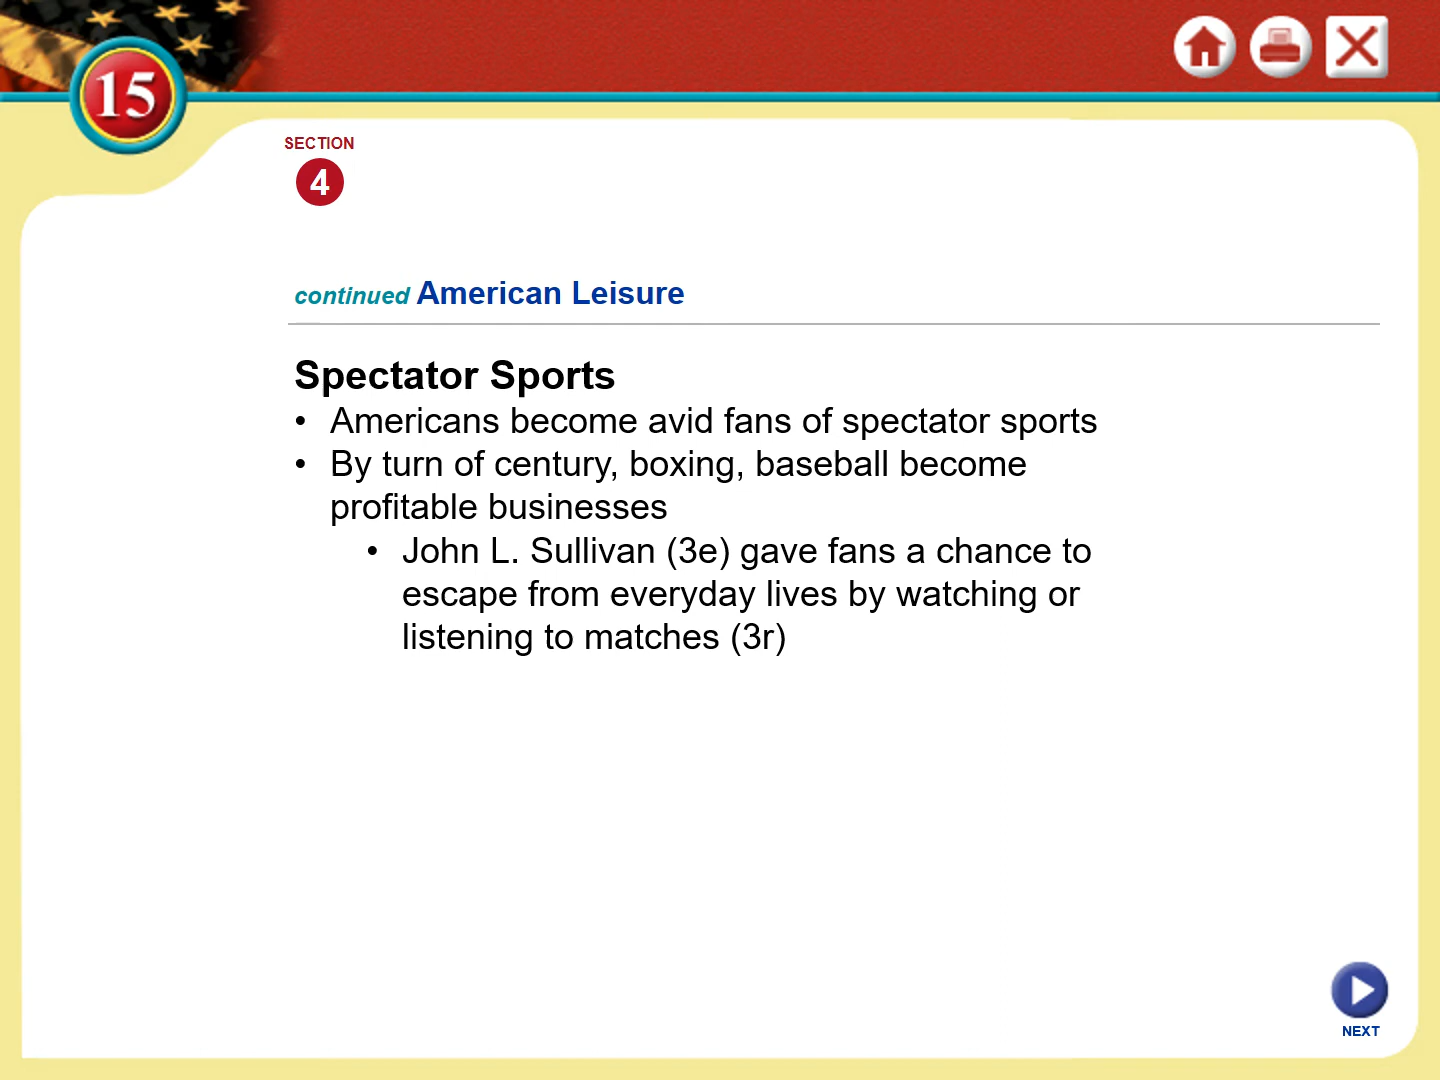 15
SECTION
4
continued American Leisure
Spectator Sports
• Americans become avid fans of spectator sports
• By turn of century, boxing, baseball become
profitable businesses
• John L. Sullivan (3e) gave fans a chance to
escape from everyday lives by watching or
listening to matches (3r)
NEXT